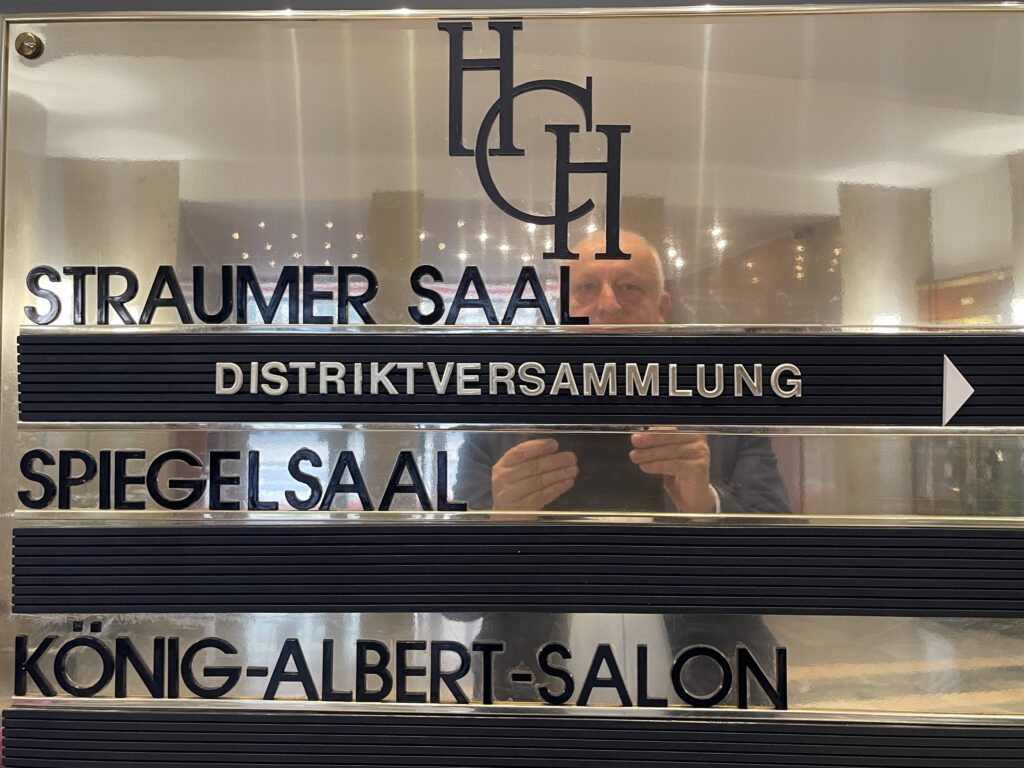 HCH
STRAUMER SAAL
DISTRIKTVERSAMMLUNG
SPIEGELSAAL
KÖNIG-ALBERT-SALON